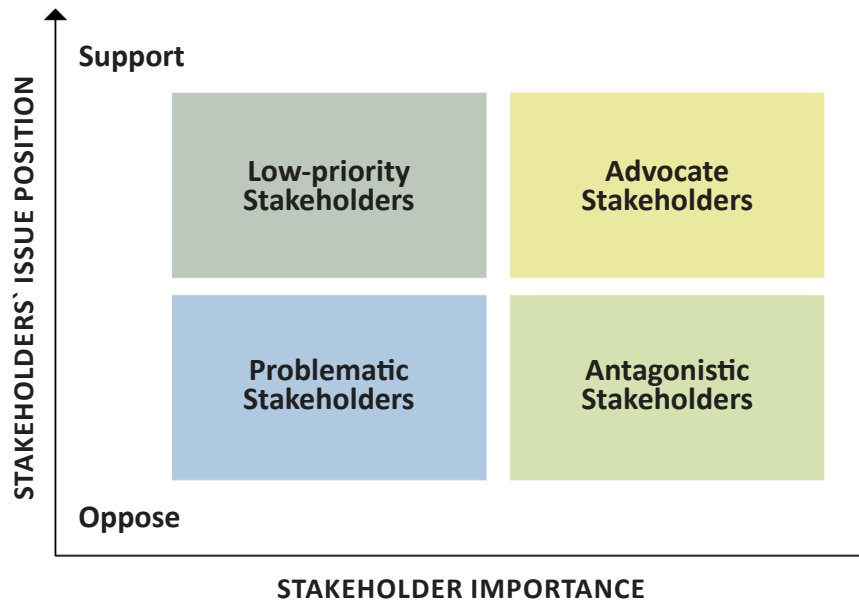 Support
STAKEHOLDERS` ISSUE POSITION
Low-priority
Stakeholders
Advocate
Stakeholders
Problematic
Stakeholders
Antagonistic
Stakeholders
Oppose
STAKEHOLDER IMPORTANCE